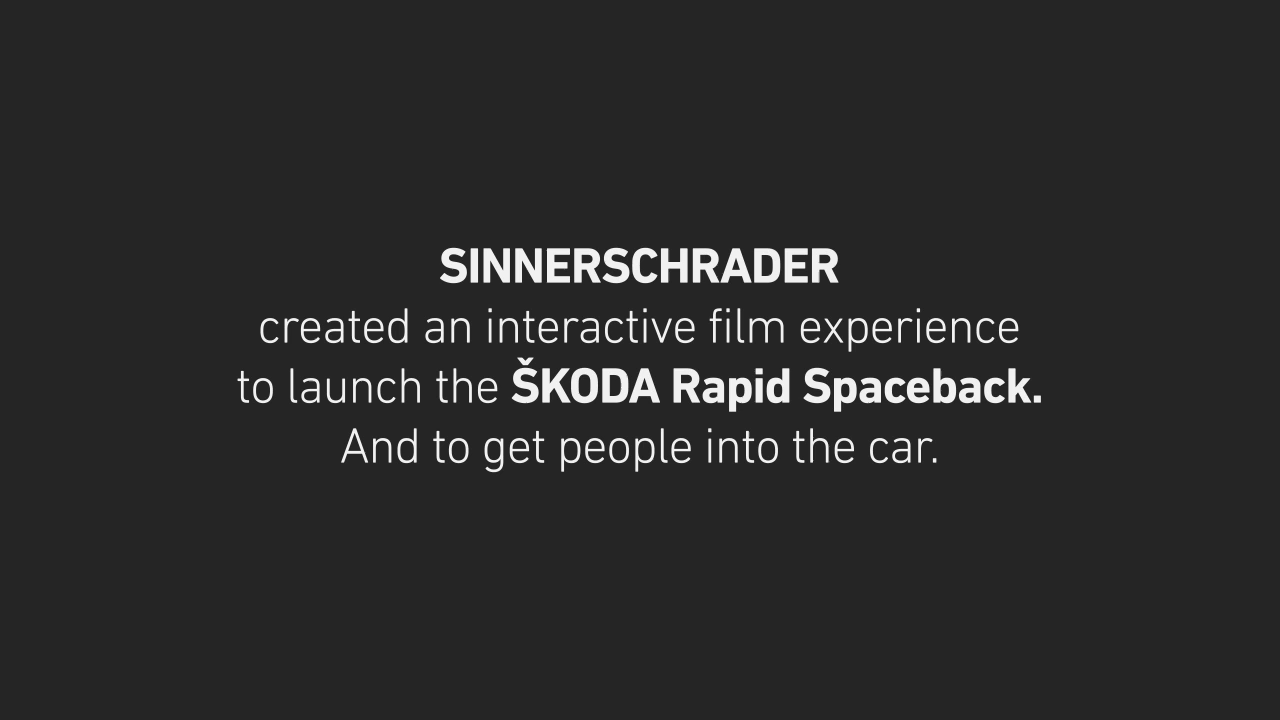 SINNERSCHRADER
created an interactive film experience
to launch the ŠKODA Rapid Spaceback.
And to get people into the car.